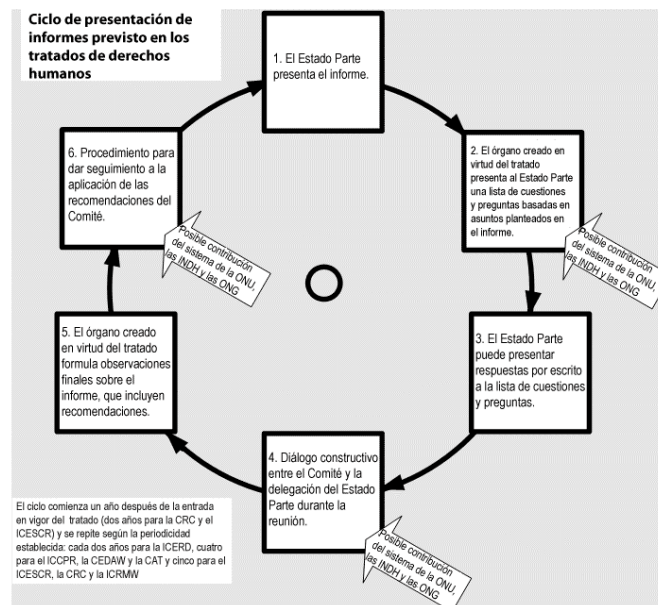 Ciclo de presentación de
informes previsto en los
tratados de derechos
humanos
1. El Estado Parte
presenta el informe.
2. El órgano creado en
virtud del tratado
presenta al Estado Parte
una lista de cuestiones
y preguntas basadas en
asuntos planteados en
el informe.
Posible contribución
del sistema de la ONU,
las INDH y las ONG
3. El Estado Parte
puede presentar
respuestas por escrito
a la lista de cuestiones
y preguntas.
4. Diálogo constructivo
entre el Comité y la
delegación del Estado
Parte durante la
reunión.
Posible contribución
del sistema de la ONU,
las INDH y las ONG
5. El órgano creado
en virtud del tratado
formula observaciones
finales sobre el
informe, que incluyen
recomendaciones.
6. Procedimiento para
dar seguimiento a la
aplicación de las
recomendaciones del
Comité.
Posible contribución
del sistema de la ONU,
las INDH y las ONG
El ciclo comienza un año después de la entrada
en vigor del tratado (dos años para la CRC y el
ICESCR) y se repite según la periodicidad
establecida: cada dos años para la ICERD, cuatro
para el ICCPR, la CEDAW y la CAT y cinco para el
ICESCR, la CRC y la ICRMW